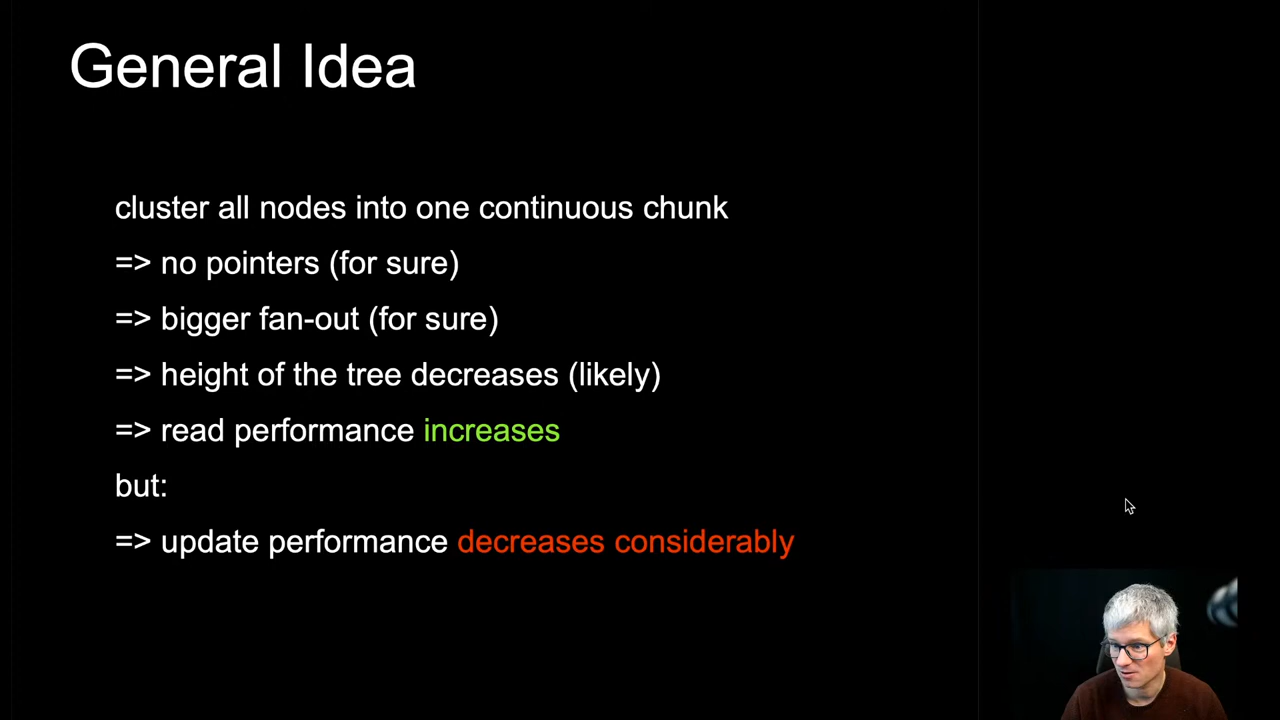 General Idea
cluster all nodes into one continuous chunk
=> no pointers (for sure)
=> bigger fan-out (for sure)
=> height of the tree decreases (likely)
=> read performance increases
but:
=> update performance decreases considerably